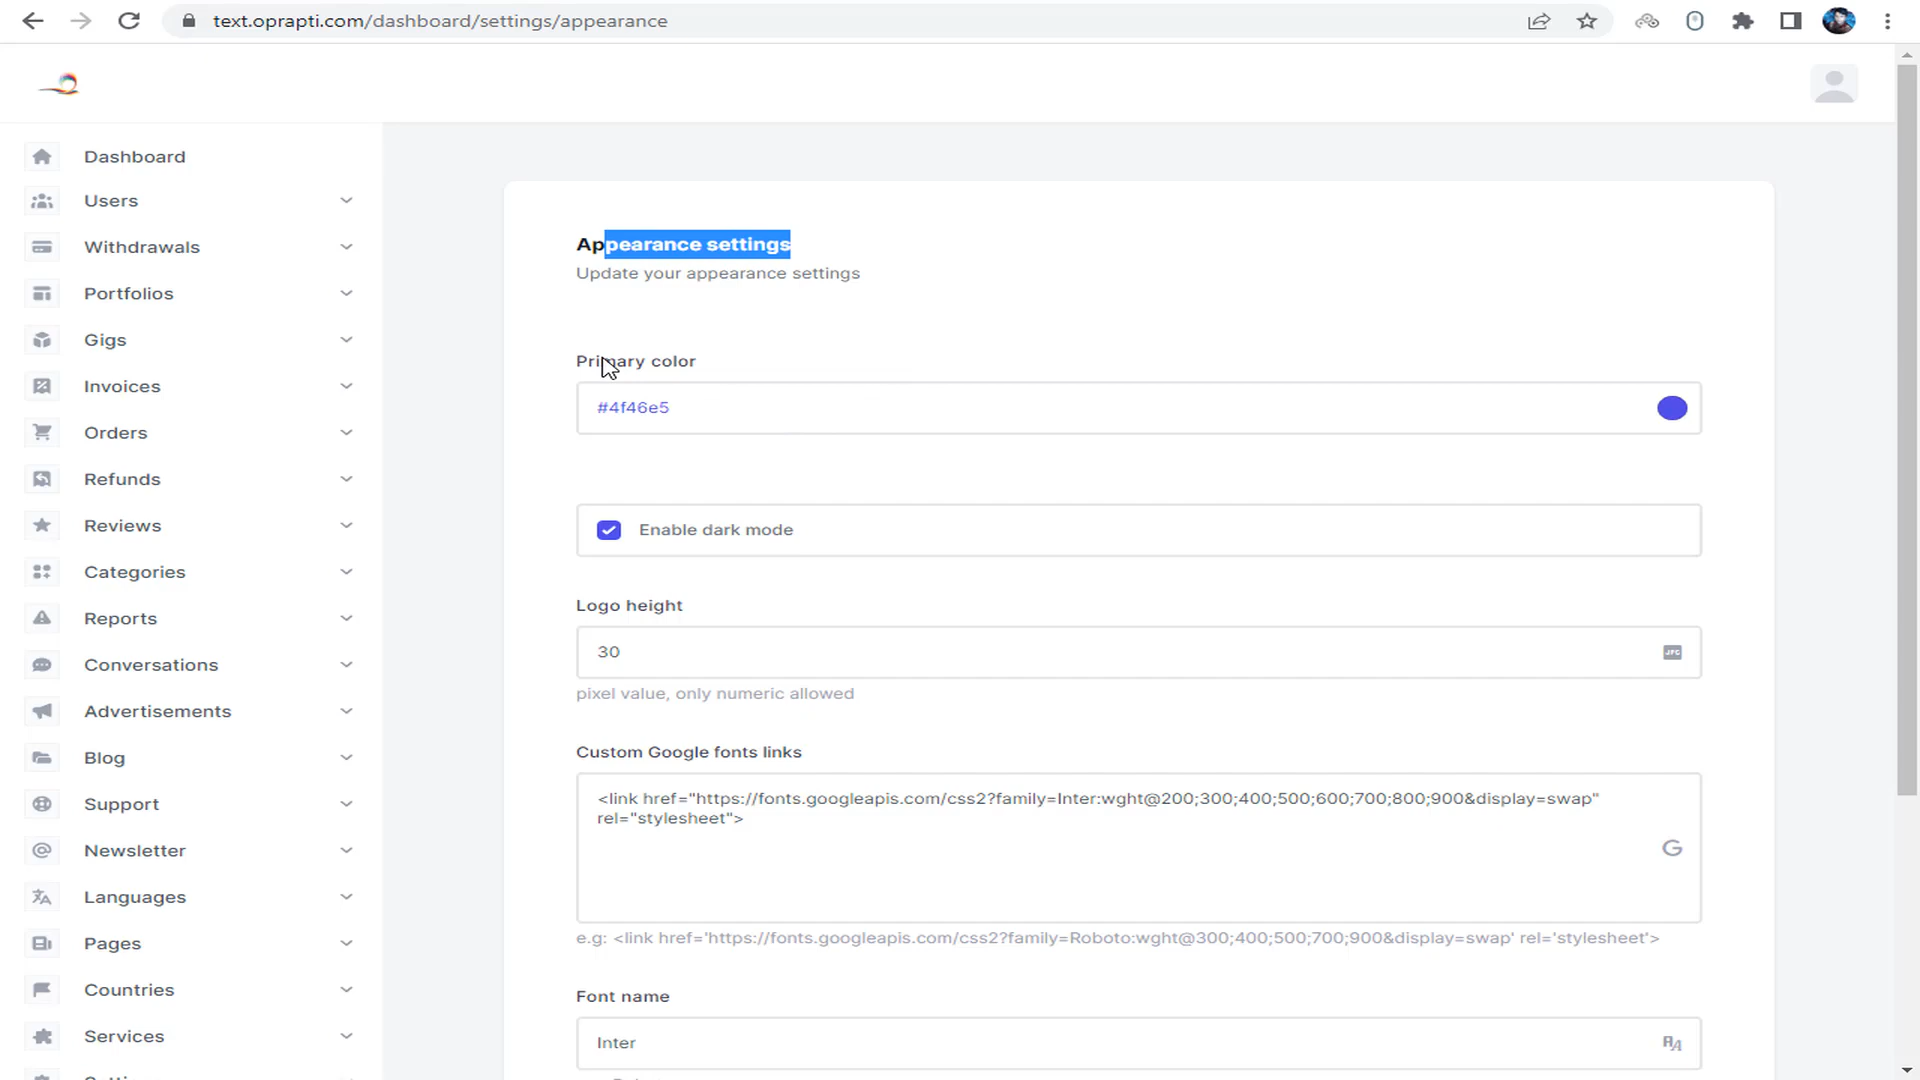 text.oprapti.com/dashboard/settings/appearance
Dashboard
Users
Withdrawals
Portfolios
Gigs
Invoices
Orders
Refunds
Reviews
Categories
Reports
Conversations
Advertisements
Blog
Support
Newsletter
Languages
Pages
Countries
Services
Appearance settings
Update your appearance settings
Primary color
#4f46e5
Enable dark mode
Logo height
30
pixel value, only numeric allowed
Custom Google fonts links
<link href="https://fonts.googleapis.com/css2?family=Inter:wght@200;300;400;500;600;700;800;900&display=swap"
rel="stylesheet">
e.g: <link href='https://fonts.googleapis.com/css2?family=Roboto:wght@300;400;500;700;900&display=swap' rel='stylesheet'>
Font name
Inter